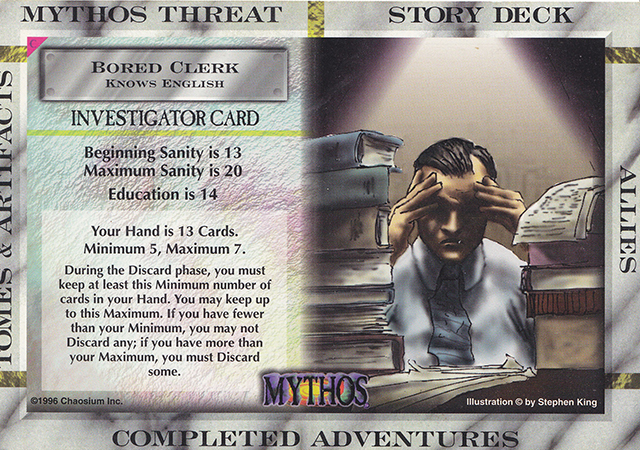 MYTHOS THREAT
STORY DECK
C
BORED CLERK
KNOWS ENGLISH
INVESTIGATOR CARD
Beginning Sanity is 13
Maximum Sanity is 20
Education is 14
Your Hand is 13 Cards.
Minimum 5, Maximum 7.
During the Discard phase, you must
keep at least this Minimum number of
cards in your Hand. You may keep up
to this Maximum. If you have fewer
than your Minimum, you may not
Discard any; if you have more than
your Maximum, you must Discard
some.
MYTHOS
©1996 Chaosium Inc.
Illustration © by Stephen King
TOMES & ARTIFACTS
ALLIES
COMPLETED ADVENTURES